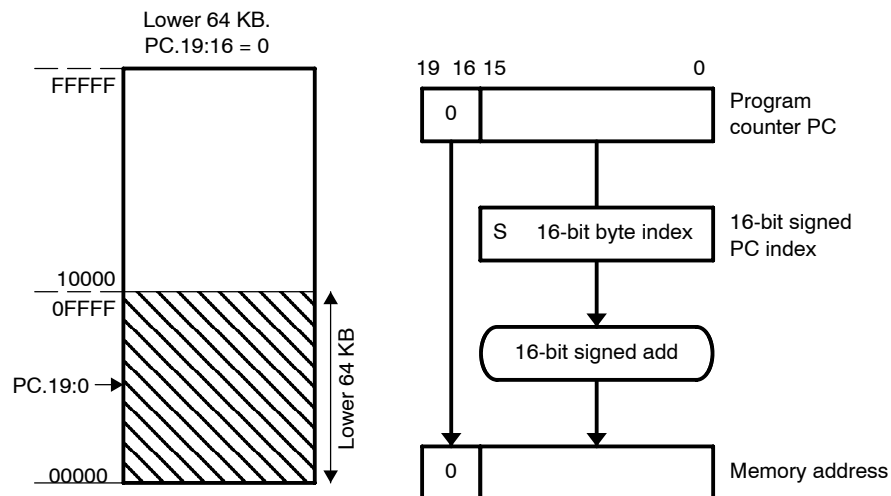 Lower 64 KB.
PC.19:16 = 0
FFFFF
10000
0FFFF
PC.19:0
00000
Lower 64 KB
19 16 15 0
0
Program
counter PC
S 16-bit byte index
16-bit signed
PC index
16-bit signed add
0
Memory address